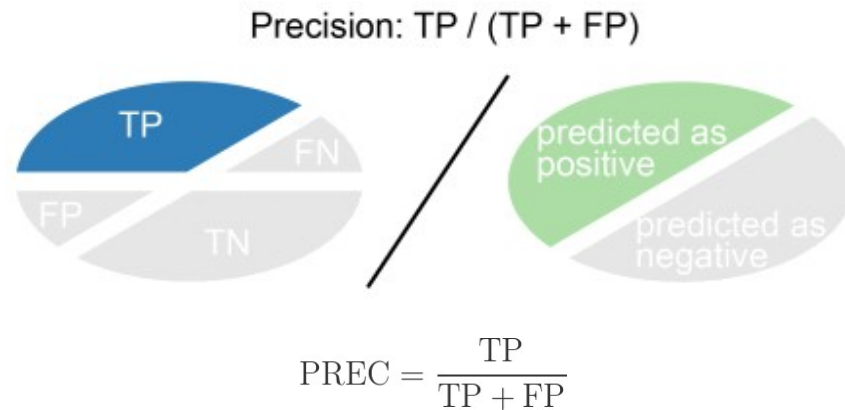 Precision: TP / (TP + FP)
TP
FN
FP
TN
predicted as
positive
predicted as
negative
PREC = TP / (TP + FP)